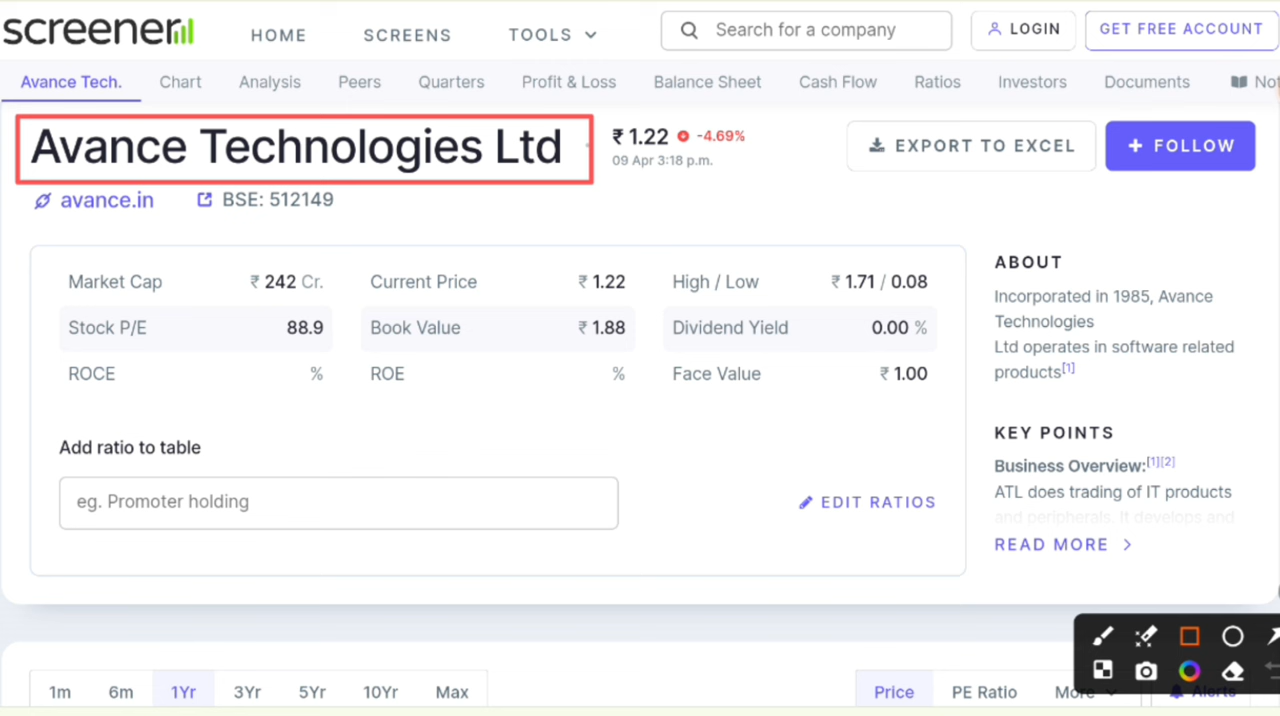 screener
HOME SCREENS TOOLS
Search for a company
LOGIN
GET FREE ACCOUNT
Avance Tech. Chart Analysis Peers Quarters Profit & Loss Balance Sheet Cash Flow Ratios Investors Documents
Avance Technologies Ltd
₹ 1.22 -4.69%
09 Apr 3:18 p.m.
EXPORT TO EXCEL
+ FOLLOW
avance.in BSE: 512149
Market Cap ₹ 242 Cr. Current Price ₹ 1.22 High / Low ₹ 1.71 / 0.08
Stock P/E 88.9 Book Value ₹ 1.88 Dividend Yield 0.00 %
ROCE % ROE % Face Value ₹ 1.00
Add ratio to table
eg. Promoter holding
EDIT RATIOS
ABOUT
Incorporated in 1985, Avance
Technologies
Ltd operates in software related
products[1]
KEY POINTS
Business Overview:[1][2]
ATL does trading of IT products
and peripherals. It develops and
READ MORE
1m 6m 1Yr 3Yr 5Yr 10Yr Max
Price PE Ratio More Alerts